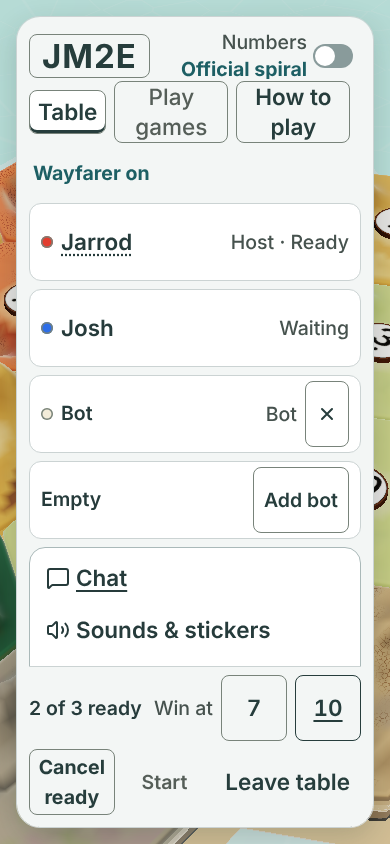 JM2E
Numbers
Official spiral
Table
Play
games
How to
play
Wayfarer on
Jarrod
Host · Ready
Josh
Waiting
Bot
Bot
Empty
Add bot
Chat
Sounds & stickers
2 of 3 ready
Win at
7
10
Cancel
ready
Start
Leave table